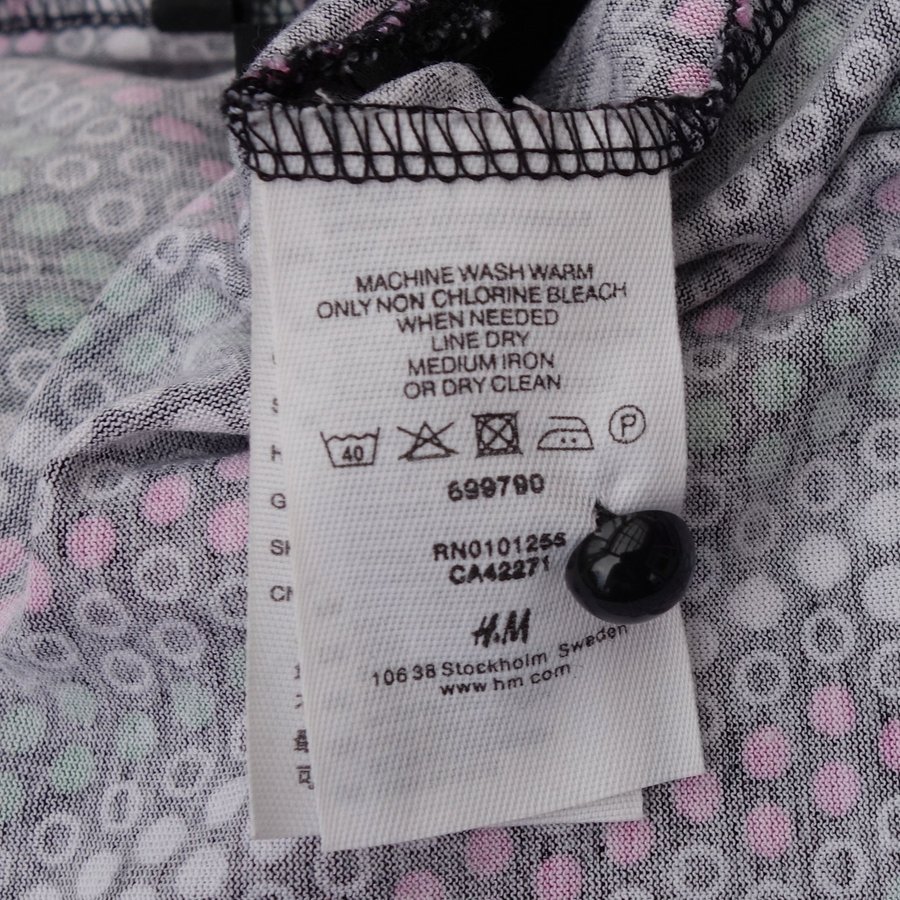 MACHINE WASH WARM
ONLY NON CHLORINE BLEACH
WHEN NEEDED
LINE DRY
MEDIUM IRON
OR DRY CLEAN
40
P
699790
RN0101255
CA42271
H&M
106 38 Stockholm Sweden
www.hm.com